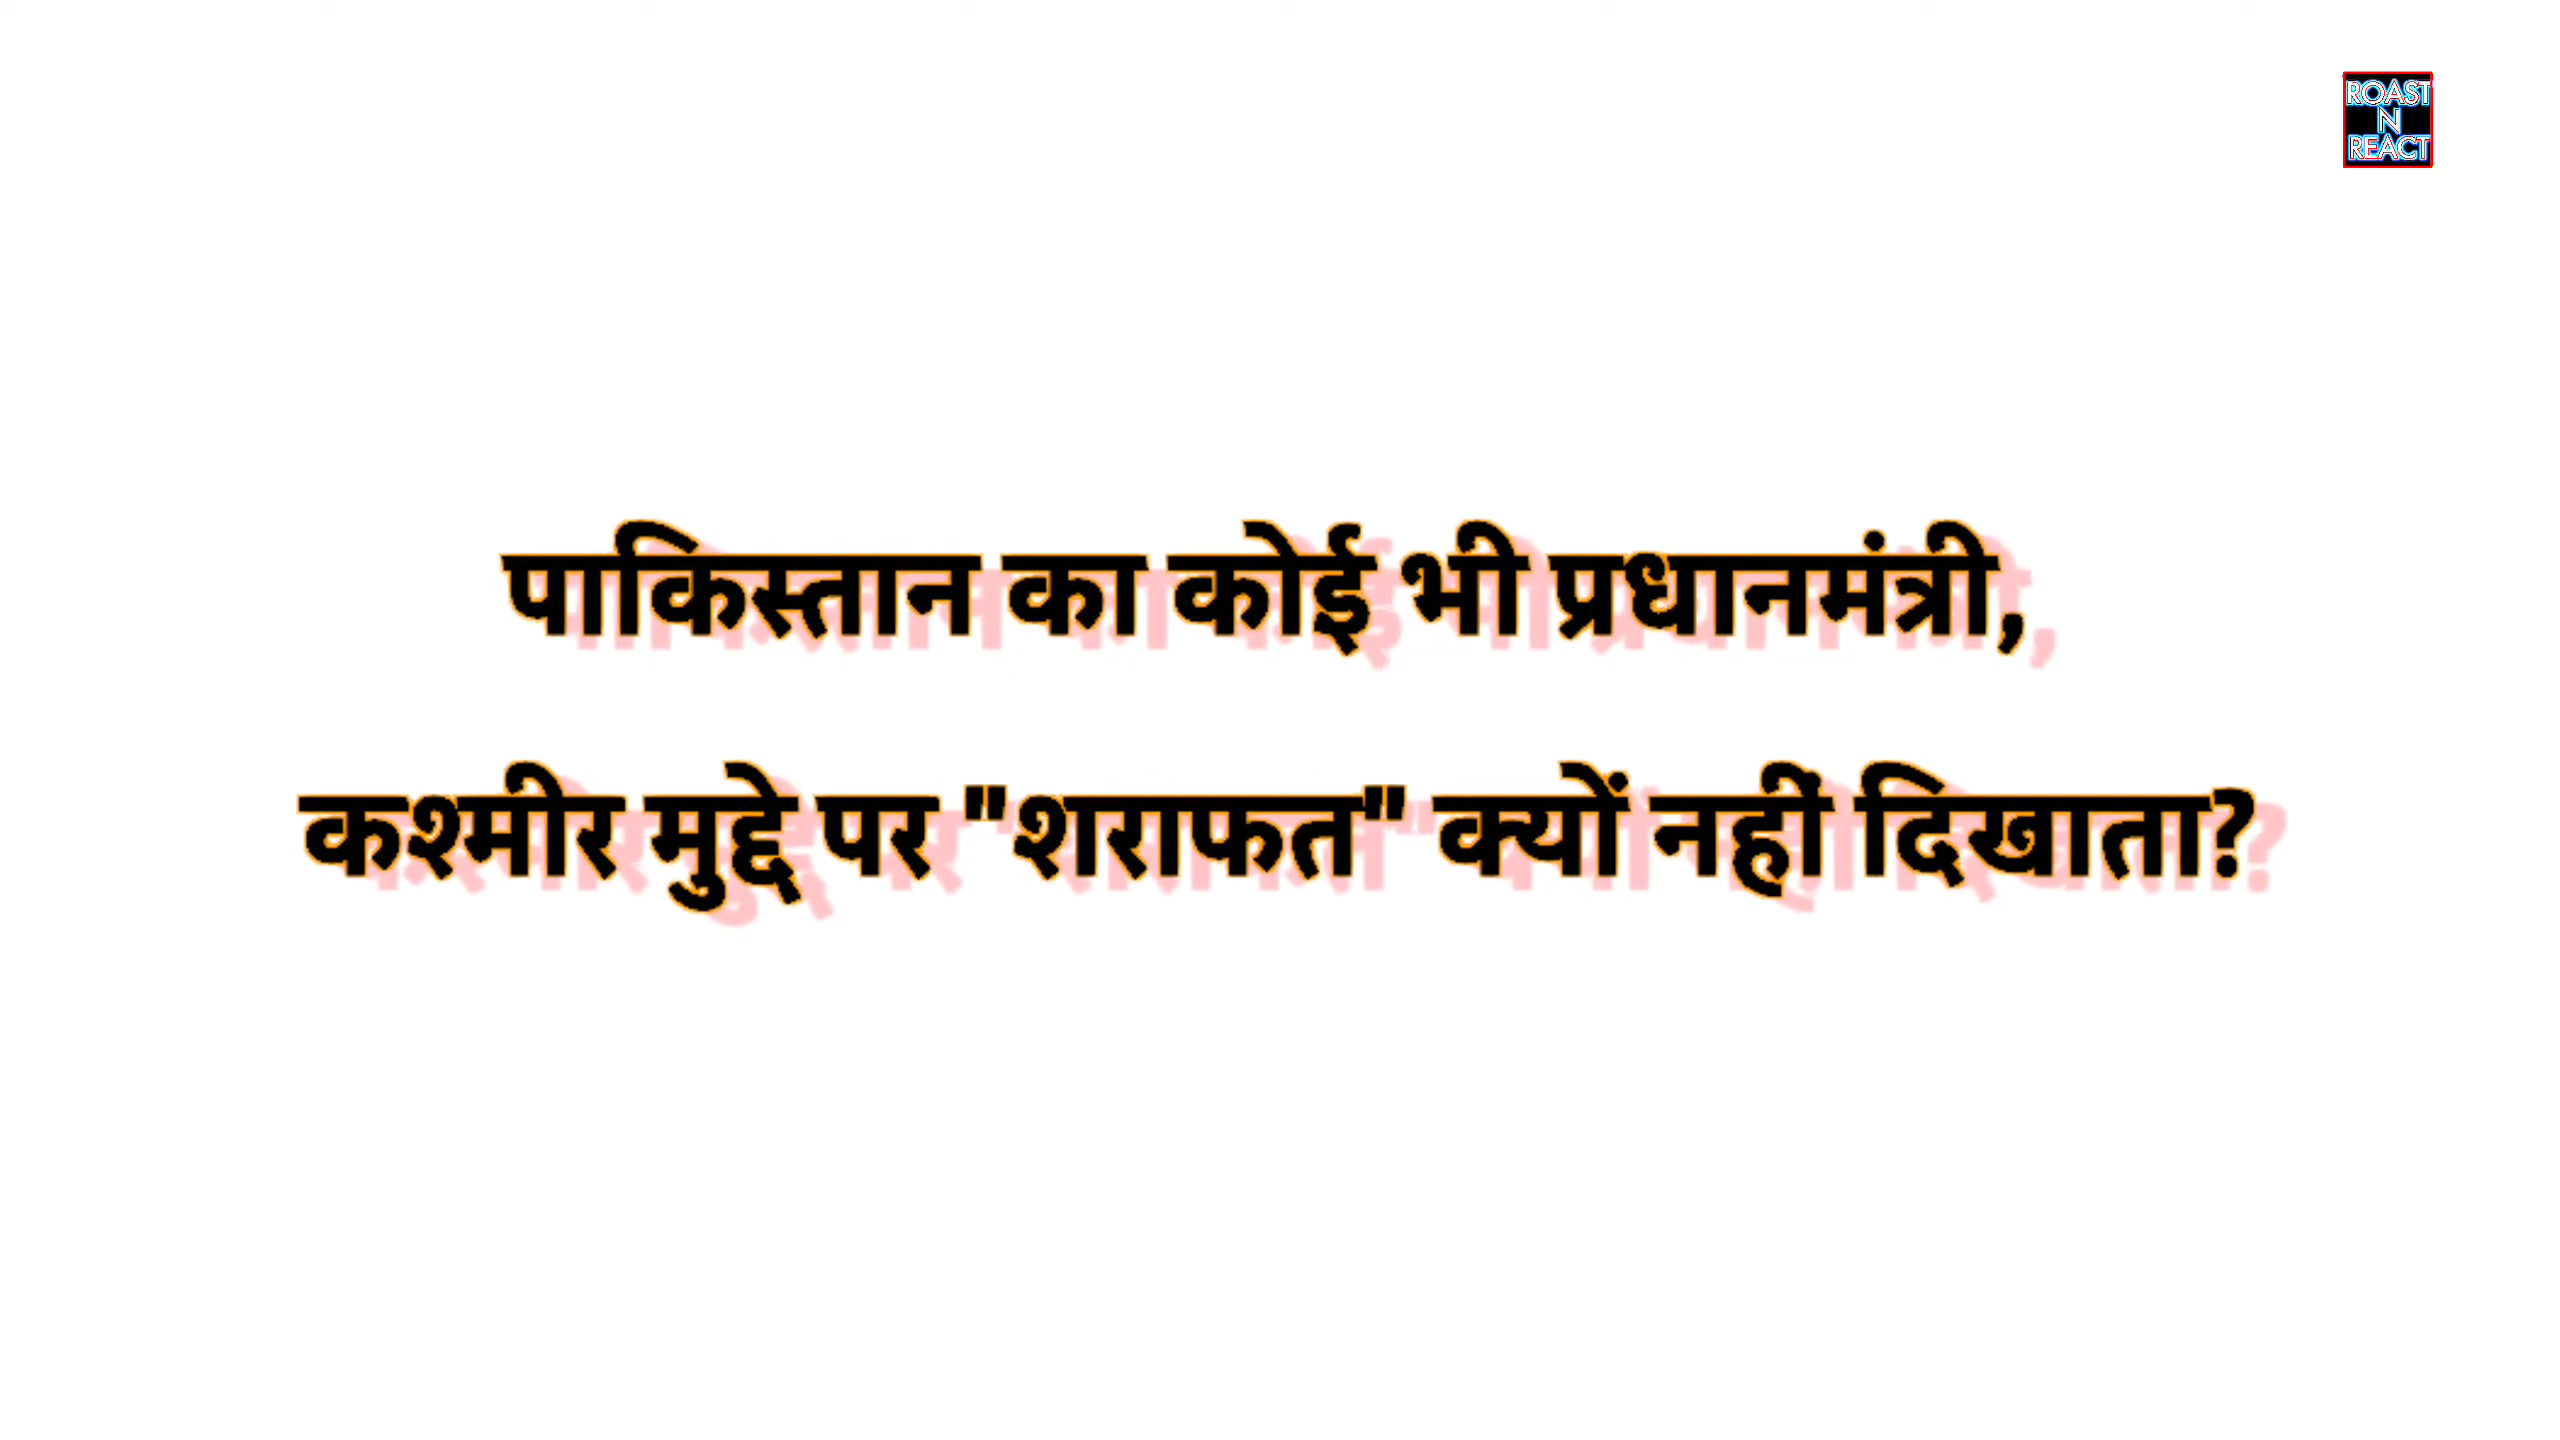 ROAST
N
REACT
पाकिस्तान का कोई भी प्रधानमंत्री,
कश्मीर मुद्दे पर "शराफत" क्यों नहीं दिखाता?